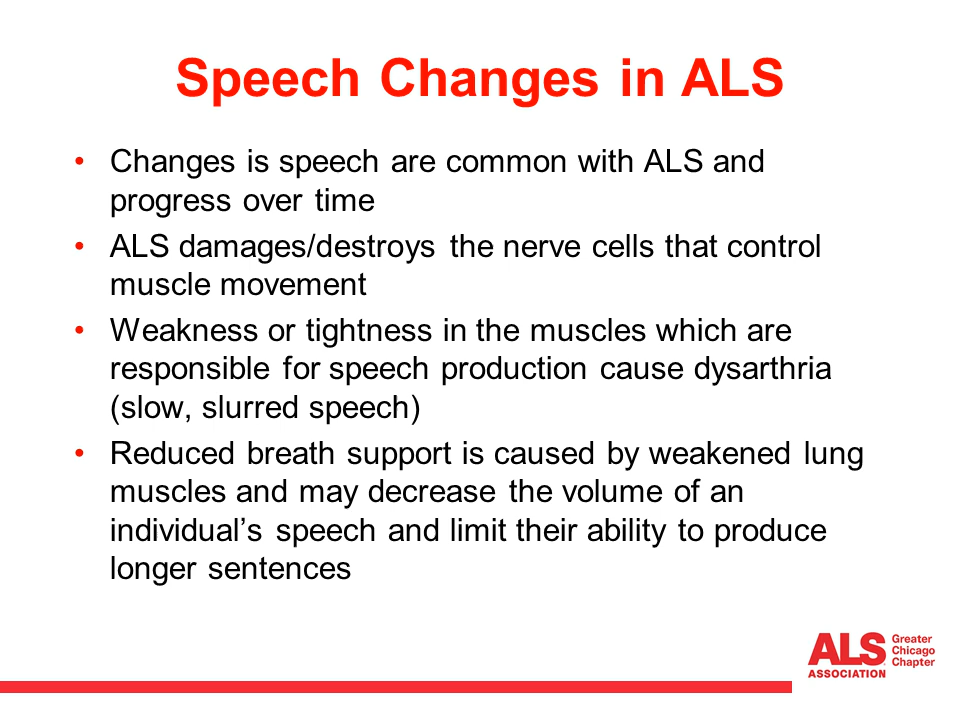 Speech Changes in ALS
• Changes is speech are common with ALS and
progress over time
• ALS damages/destroys the nerve cells that control
muscle movement
• Weakness or tightness in the muscles which are
responsible for speech production cause dysarthria
(slow, slurred speech)
• Reduced breath support is caused by weakened lung
muscles and may decrease the volume of an
individual’s speech and limit their ability to produce
longer sentences
ALS
ASSOCIATION
Greater
Chicago
Chapter